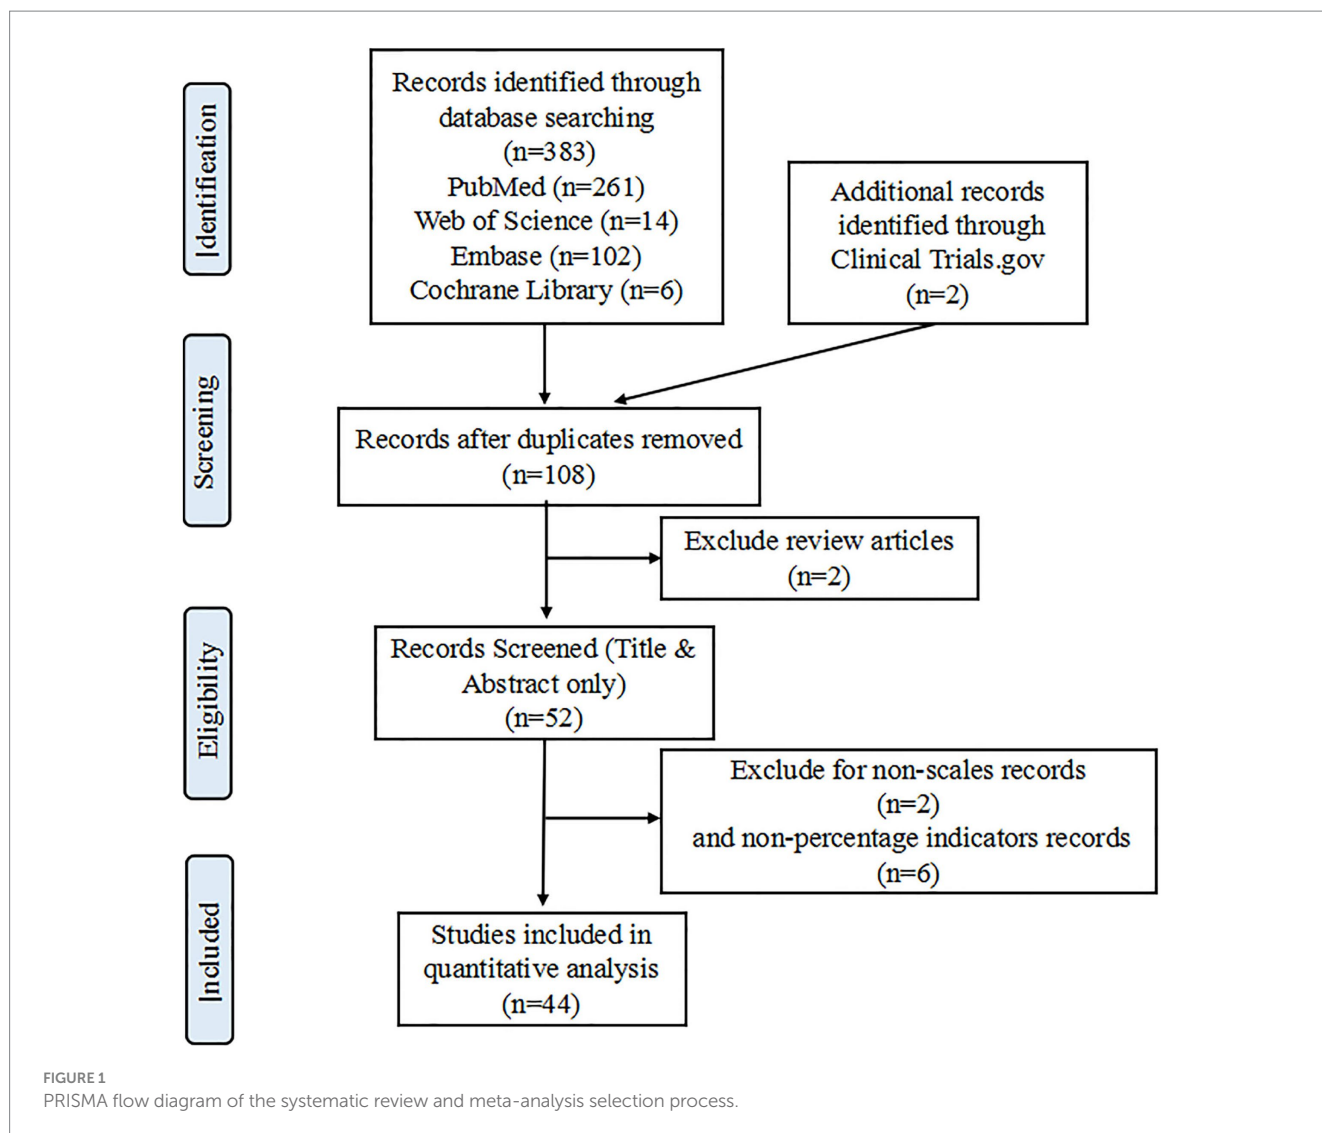 Identification
Records identified through
database searching
(n=383)
PubMed (n=261)
Web of Science (n=14)
Embase (n=102)
Cochrane Library (n=6)
Additional records
identified through
Clinical Trials.gov
(n=2)
Screening
Records after duplicates removed
(n=108)
Exclude review articles
(n=2)
Eligibility
Records Screened (Title &
Abstract only)
(n=52)
Exclude for non-scales records
(n=2)
and non-percentage indicators records
(n=6)
Included
Studies included in
quantitative analysis
(n=44)
FIGURE 1
PRISMA flow diagram of the systematic review and meta-analysis selection process.